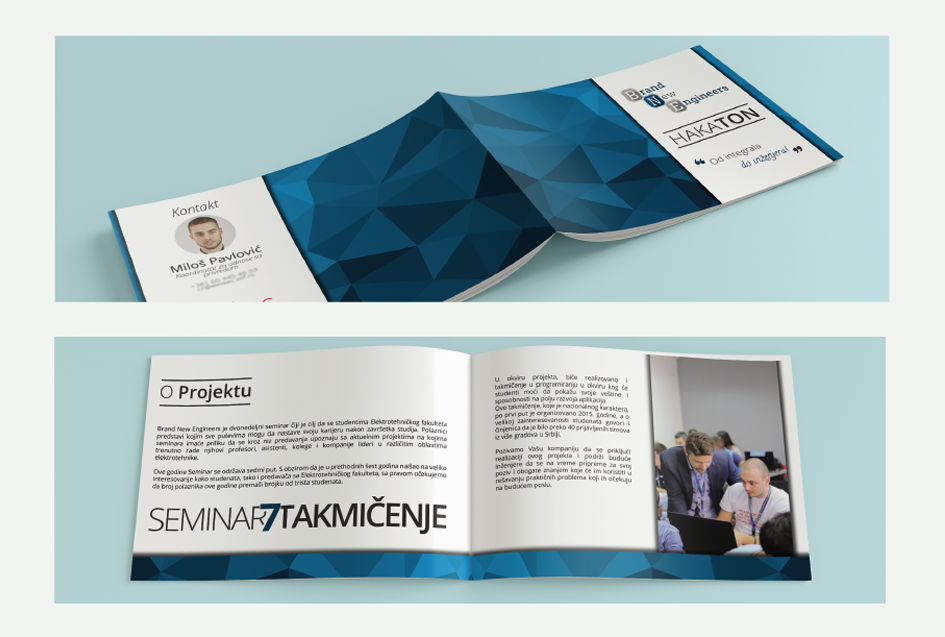 Brand
New
Engineers
HAKATON
“ Od integrala
do inženjera! ”
Kontakt
Miloš Pavlović
Koordinator za odnose sa
privredom
O Projektu
Brand New Engineers je dvonedeljni seminar čiji je cilj da se studentima Elektrotehničkog fakulteta
predstavi kojim sve putevima mogu da nastave svoju karijeru nakon završetka studija. Polaznici
seminara imaće priliku da se kroz niz predavanja upoznaju sa aktuelnim projektima na kojima
trenutno rade njihovi profesori, asistenti, kolege i kompanije lideri u različitim oblastima
elektrotehnike.
Ove godine Seminar se održava sedmi put. S obzirom da je u prethodnih šest godina naišao na veliko
interesovanje kako studenata, tako i predavača sa Elektrotehničkog fakulteta, sa pravom očekujemo
da broj polaznika ove godine premaši brojku od trista studenata.
SEMINAR7TAKMIČENJE
U okviru projekta, biće realizovano i
takmičenje u programiranju u okviru kog će
studenti moći da pokažu svoje veštine i
sposobnosti na polju razvoja aplikacija.
Ovo takmičenje, koje je nacionalnog karaktera,
po prvi put je organizovano 2015. godine, a o
velikoj zainteresovanosti studenata govori i
činjenica da je bilo preko 40 prijavljenih timova
iz više gradova u Srbiji.
Pozivamo Vašu kompaniju da se priključi
realizaciji ovog projekta i podrži buduće
inženjere da se na vreme pripreme za svoj
poziv i obogate znanjem koje će im koristiti u
rešavanju praktičnih problema koji ih očekuju
na budućem poslu.